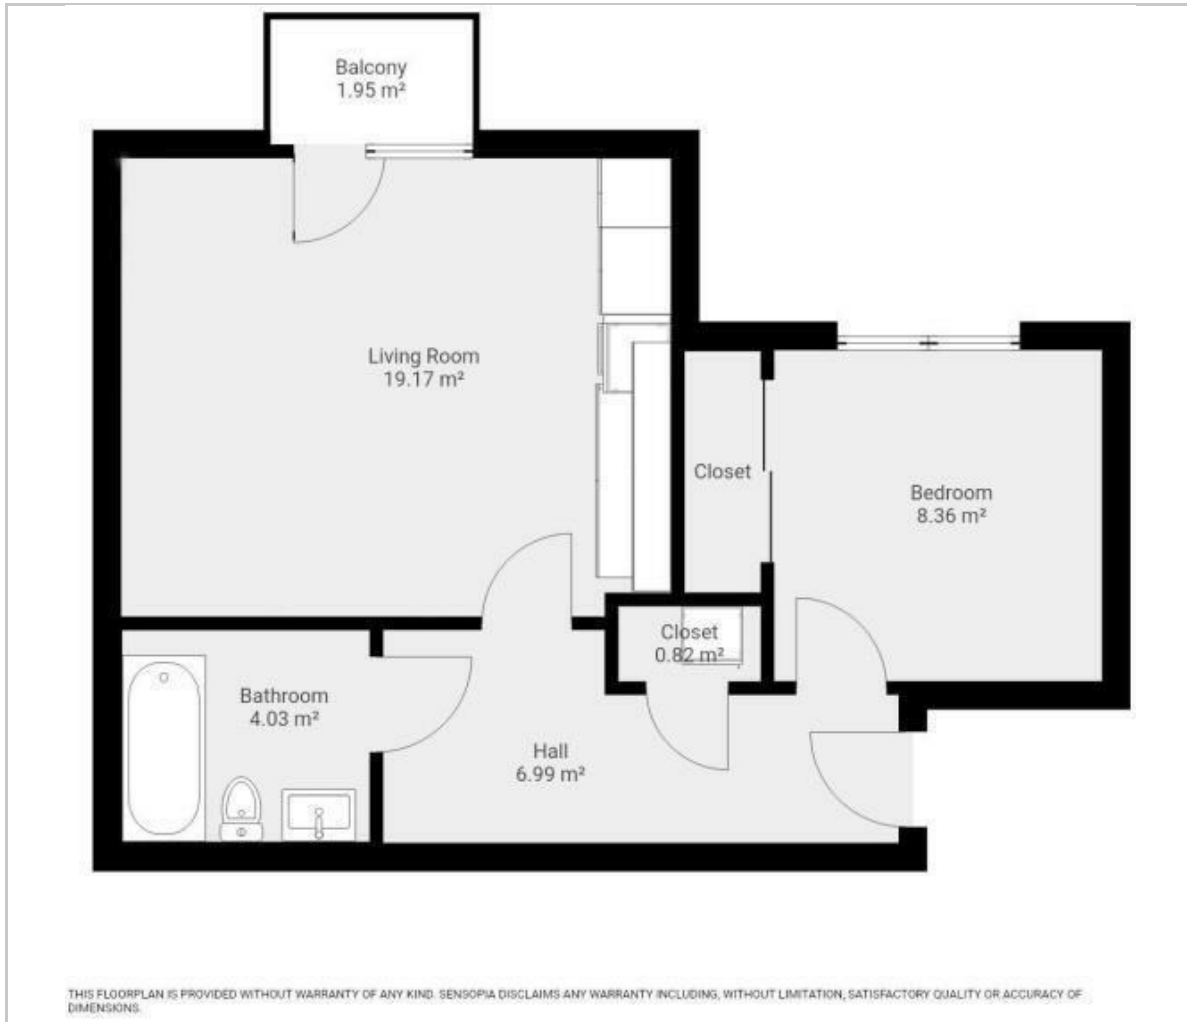 Balcony
1.95 m²
Living Room
19.17 m²
Closet
Bedroom
8.36 m²
Closet
0.82 m²
Bathroom
4.03 m²
Hall
6.99 m²
THIS FLOORPLAN IS PROVIDED WITHOUT WARRANTY OF ANY KIND. SENSOPIA DISCLAIMS ANY WARRANTY INCLUDING, WITHOUT LIMITATION, SATISFACTORY QUALITY OR ACCURACY OF
DIMENSIONS.